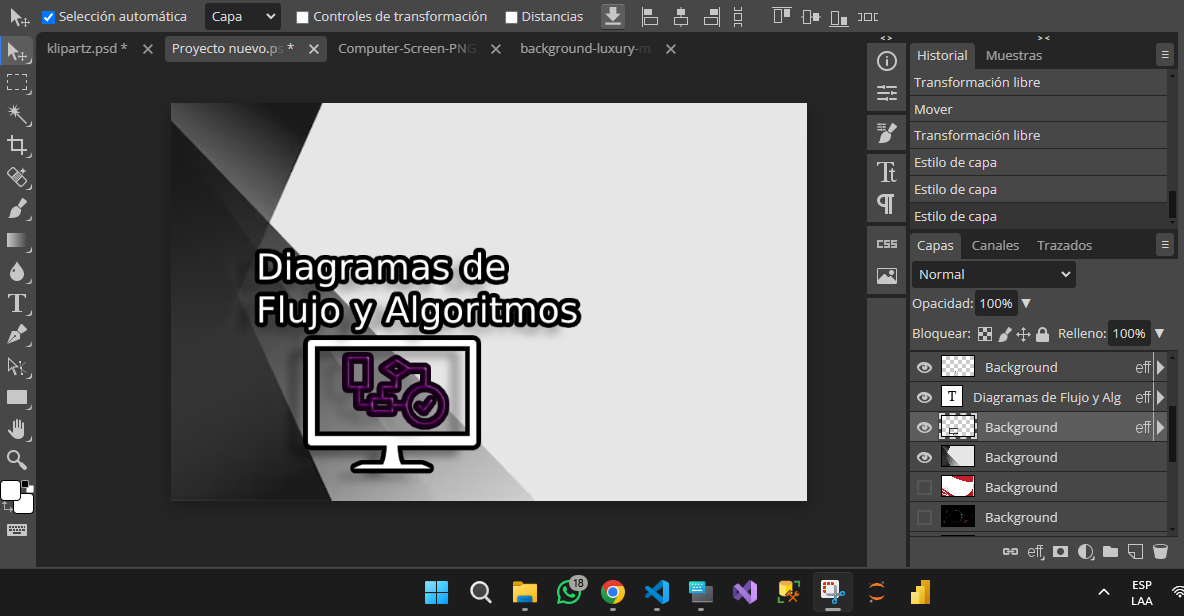 Selección automática
Capa
Controles de transformación
Distancias
klipartz.psd *
Proyecto nuevo.ps *
Computer-Screen-PNG
background-luxury-m
Historial
Muestras
Transformación libre
Mover
Transformación libre
Estilo de capa
Estilo de capa
Estilo de capa
CSS
Capas
Canales
Trazados
Normal
Opacidad: 100%
Bloquear:
Relleno: 100%
Background
eff
Diagramas de Flujo y Alg
eff
Background
eff
Background
Background
Background
eff
Diagramas de
Flujo y Algoritmos
18
ESP
LAA